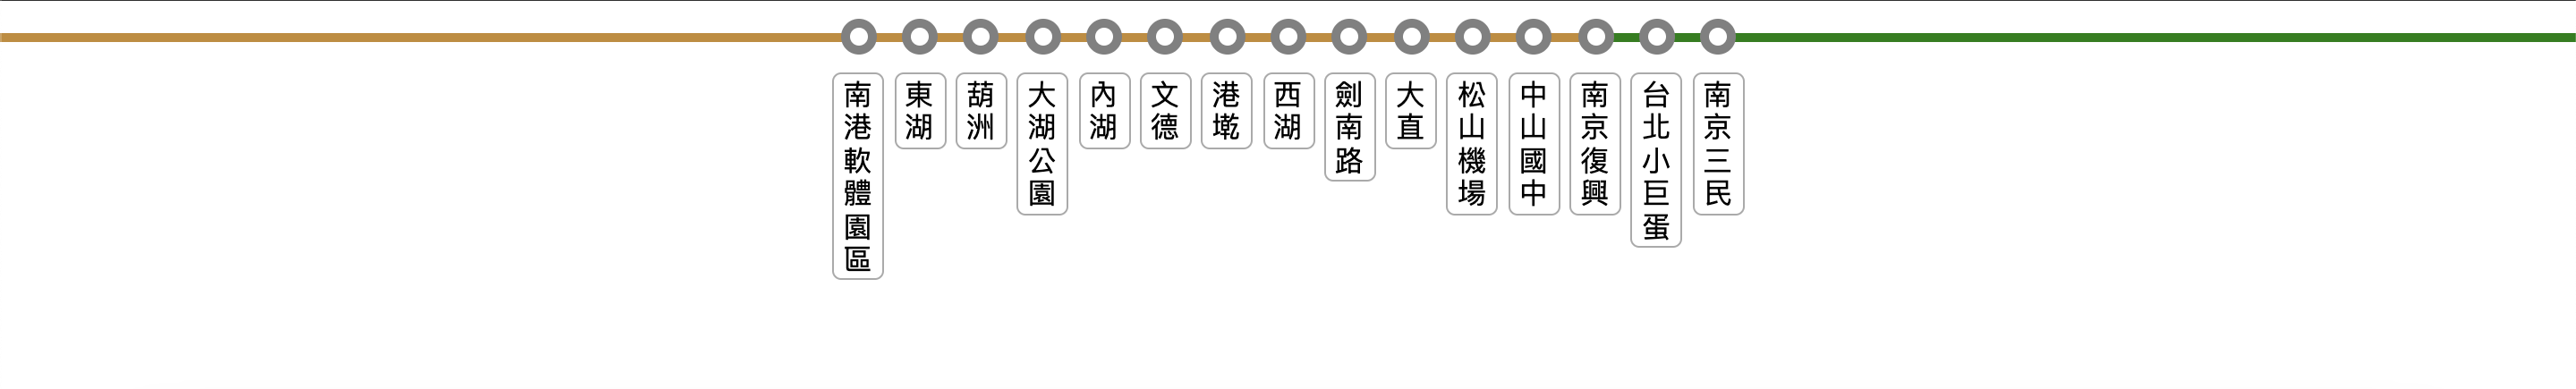 南港軟體園區
東湖
葫洲
大湖公園
內湖
文德
港墘
西湖
劍南路
大直
松山機場
中山國中
南京復興
台北小巨蛋
南京三民